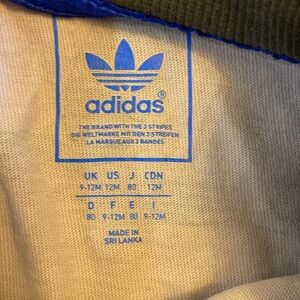 adidas®
THE BRAND WITH THE 3 STRIPES
DIE WELTMARKE MIT DEN 3 STREIFEN
LA MARQUE AUX 3 BANDES
UK US J CDN
9-12M 12M 80 12M
D F E I
80 9-12M 80 9-12M
MADE IN
SRI LANKA